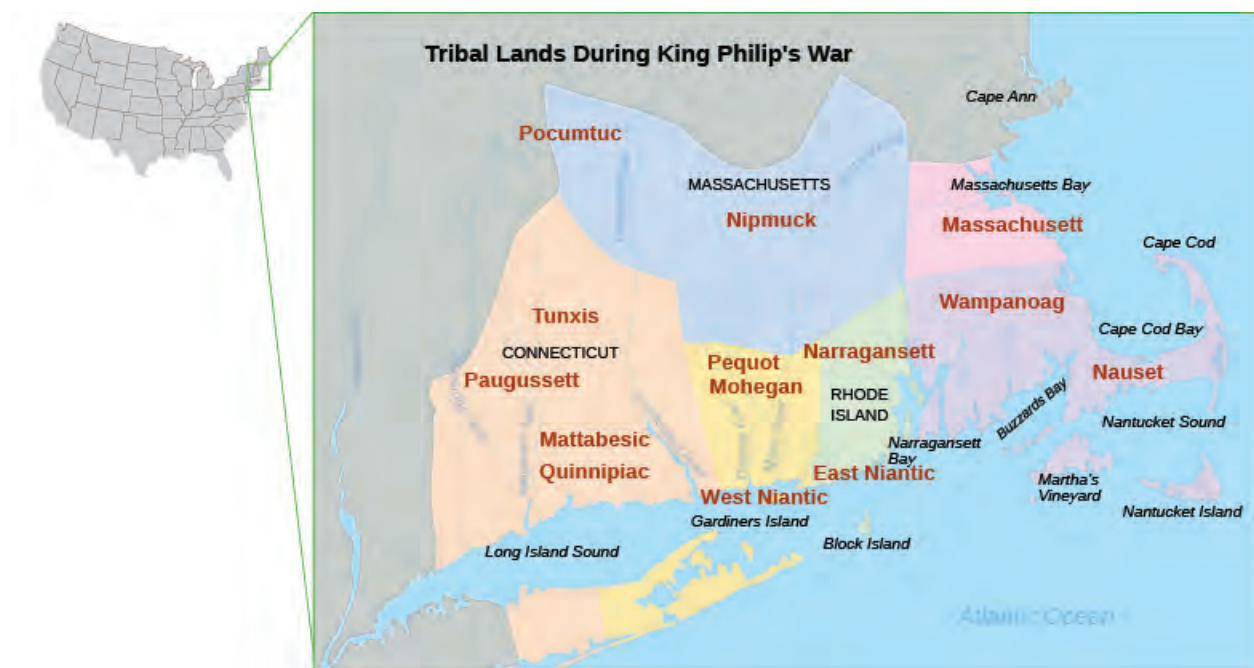 Tribal Lands During King Philip's War
Cape Ann
Pocumtuc
MASSACHUSETTS
Massachusetts Bay
Nipmuck
Massachusett
Cape Cod
Wampanoag
Tunxis
Cape Cod Bay
CONNECTICUT
Narragansett
Pequot
Mohegan
Paugussett
Nauset
RHODE
ISLAND
Buzzards Bay
Nantucket Sound
Mattabesic
Narragansett
Bay
Quinnipiac
East Niantic
Martha's
Vineyard
West Niantic
Nantucket Island
Gardiners Island
Block Island
Long Island Sound
Atlantic Ocean